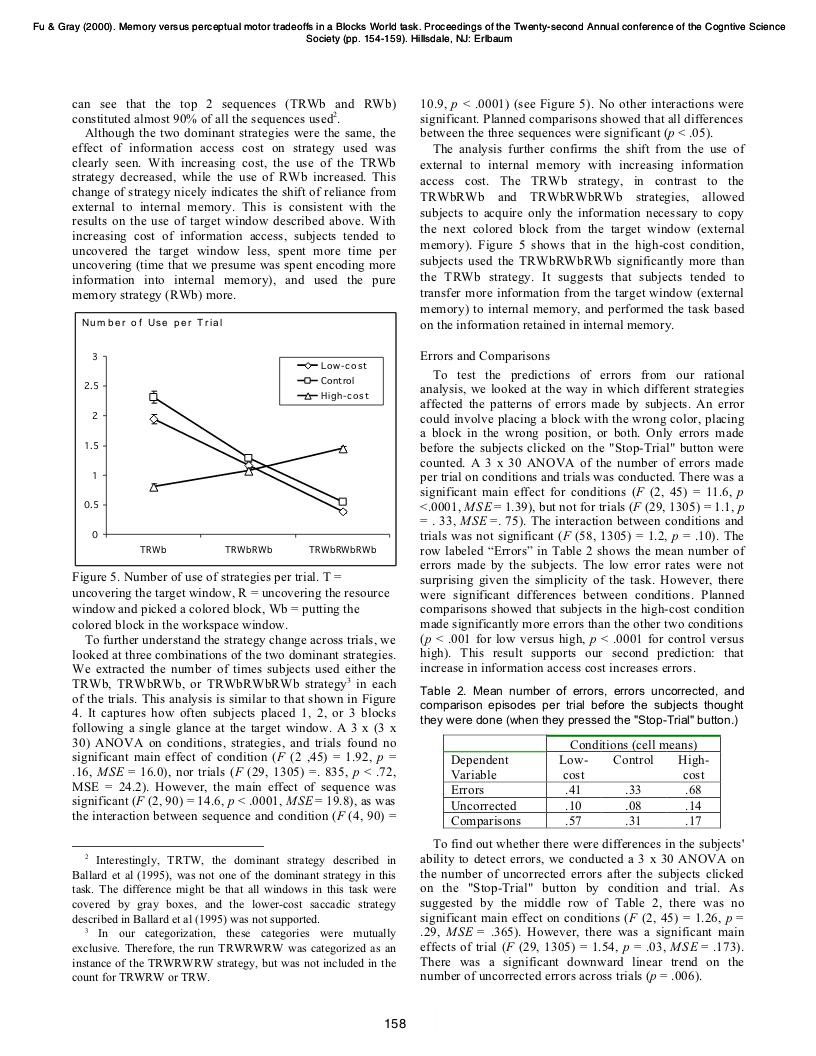 Fu & Gray (2000). Memory versus perceptual motor tradeoffs in a Blocks World task. Proceedings of the Twenty-second Annual conference of the Cogntive Science
Society (pp. 154-159). Hillsdale, NJ: Erlbaum
can see that the top 2 sequences (TRWb and RWb)
constituted almost 90% of all the sequences used2.
Although the two dominant strategies were the same, the
effect of information access cost on strategy used was
clearly seen. With increasing cost, the use of the TRWb
strategy decreased, while the use of RWb increased. This
change of strategy nicely indicates the shift of reliance from
external to internal memory. This is consistent with the
results on the use of target window described above. With
increasing cost of information access, subjects tended to
uncovered the target window less, spent more time per
uncovering (time that we presume was spent encoding more
information into internal memory), and used the pure
memory strategy (RWb) more.
Number of Use per Trial
3
2.5
2
1.5
1
0.5
0
Low-cost
Control
High-cost
TRWb TRWbRWb TRWbRWbRWb
Figure 5. Number of use of strategies per trial. T =
uncovering the target window, R = uncovering the resource
window and picked a colored block, Wb = putting the
colored block in the workspace window.
To further understand the strategy change across trials, we
looked at three combinations of the two dominant strategies.
We extracted the number of times subjects used either the
TRWb, TRWbRWb, or TRWbRWbRWb strategy3 in each
of the trials. This analysis is similar to that shown in Figure
4. It captures how often subjects placed 1, 2, or 3 blocks
following a single glance at the target window. A 3 x (3 x
30) ANOVA on conditions, strategies, and trials found no
significant main effect of condition (F (2 ,45) = 1.92, p =
.16, MSE = 16.0), nor trials (F (29, 1305) =. 835, p < .72,
MSE = 24.2). However, the main effect of sequence was
significant (F (2, 90) = 14.6, p < .0001, MSE = 19.8), as was
the interaction between sequence and condition (F (4, 90) =
2 Interestingly, TRTW, the dominant strategy described in
Ballard et al (1995), was not one of the dominant strategy in this
task. The difference might be that all windows in this task were
covered by gray boxes, and the lower-cost saccadic strategy
described in Ballard et al (1995) was not supported.
3 In our categorization, these categories were mutually
exclusive. Therefore, the run TRWRWRW was categorized as an
instance of the TRWRWRW strategy, but was not included in the
count for TRWRW or TRW.
10.9, p < .0001) (see Figure 5). No other interactions were
significant. Planned comparisons showed that all differences
between the three sequences were significant (p < .05).
The analysis further confirms the shift from the use of
external to internal memory with increasing information
access cost. The TRWb strategy, in contrast to the
TRWbRWb and TRWbRWbRWb strategies, allowed
subjects to acquire only the information necessary to copy
the next colored block from the target window (external
memory). Figure 5 shows that in the high-cost condition,
subjects used the TRWbRWbRWb significantly more than
the TRWb strategy. It suggests that subjects tended to
transfer more information from the target window (external
memory) to internal memory, and performed the task based
on the information retained in internal memory.
Errors and Comparisons
To test the predictions of errors from our rational
analysis, we looked at the way in which different strategies
affected the patterns of errors made by subjects. An error
could involve placing a block with the wrong color, placing
a block in the wrong position, or both. Only errors made
before the subjects clicked on the "Stop-Trial" button were
counted. A 3 x 30 ANOVA of the number of errors made
per trial on conditions and trials was conducted. There was a
significant main effect for conditions (F (2, 45) = 11.6, p
<.0001, MSE = 1.39), but not for trials (F (29, 1305) = 1.1, p
= . 33, MSE =. 75). The interaction between conditions and
trials was not significant (F (58, 1305) = 1.2, p = .10). The
row labeled “Errors” in Table 2 shows the mean number of
errors made by the subjects. The low error rates were not
surprising given the simplicity of the task. However, there
were significant differences between conditions. Planned
comparisons showed that subjects in the high-cost condition
made significantly more errors than the other two conditions
(p < .001 for low versus high, p < .0001 for control versus
high). This result supports our second prediction: that
increase in information access cost increases errors.
Table 2. Mean number of errors, errors uncorrected, and
comparison episodes per trial before the subjects thought
they were done (when they pressed the "Stop-Trial" button.)
Conditions (cell means)
Dependent Low- Control High-
Variable cost cost
Errors .41 .33 .68
Uncorrected .10 .08 .14
Comparisons .57 .31 .17
To find out whether there were differences in the subjects'
ability to detect errors, we conducted a 3 x 30 ANOVA on
the number of uncorrected errors after the subjects clicked
on the "Stop-Trial" button by condition and trial. As
suggested by the middle row of Table 2, there was no
significant main effect on conditions (F (2, 45) = 1.26, p =
.29, MSE = .365). However, there was a significant main
effects of trial (F (29, 1305) = 1.54, p = .03, MSE = .173).
There was a significant downward linear trend on the
number of uncorrected errors across trials (p = .006).
158